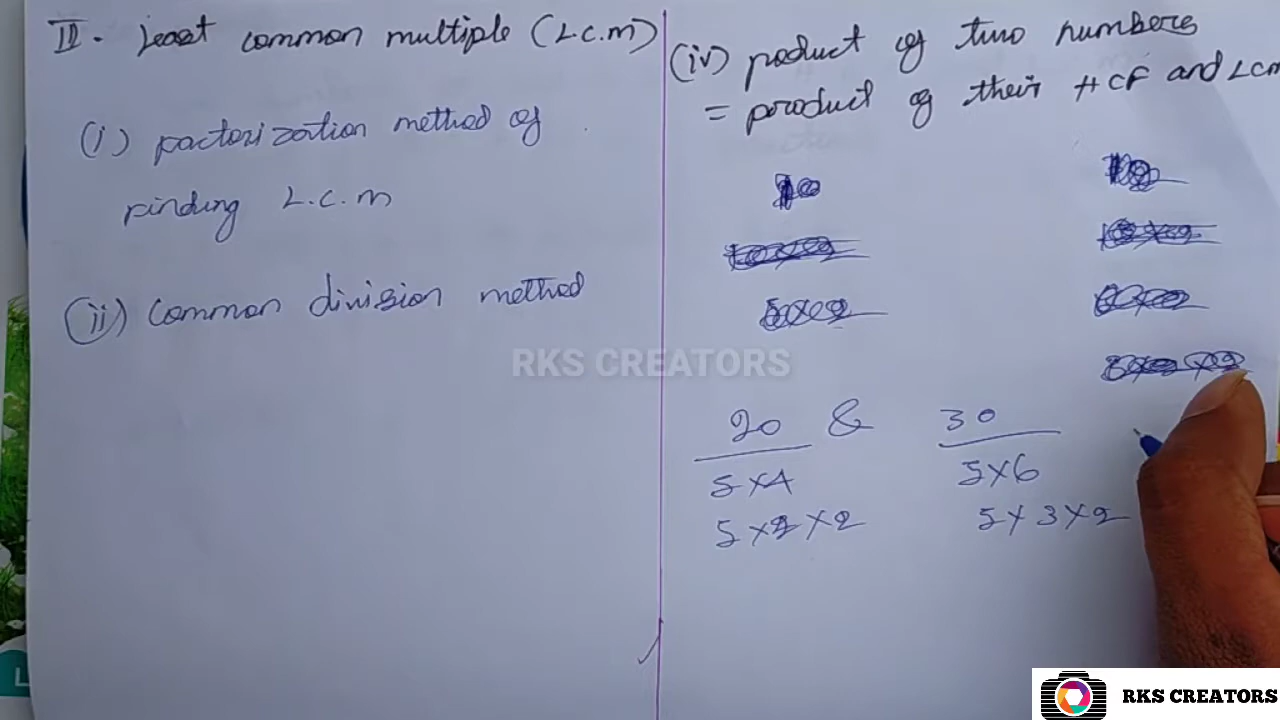 II. Least common multiple (L.C.M)
(i) Factorization method of
Finding L.C.M
(ii) Common division method
(iv) product of two numbers
= product of their HCF and LCM
20 & 30
5×4 5×6
5×2×2 5×3×2
RKS CREATORS
RKS CREATORS
L